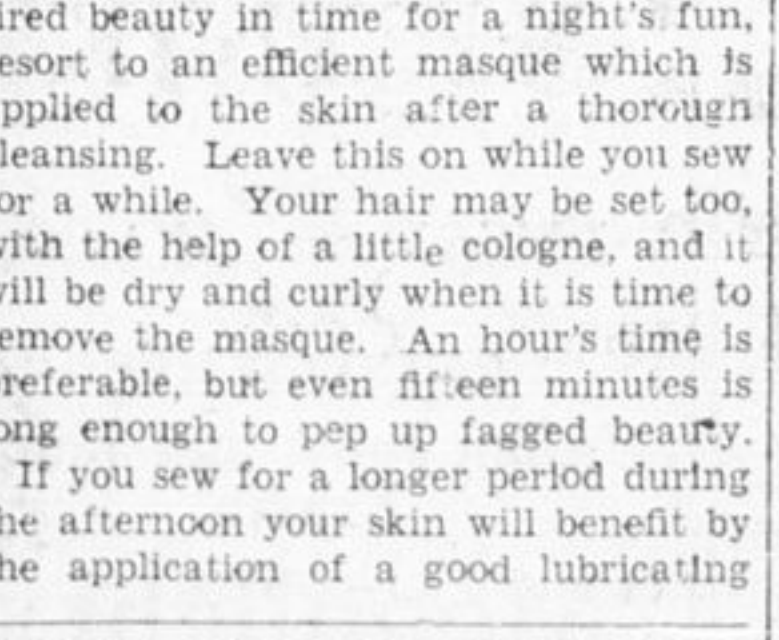 ired beauty in time for a night's fun,
esort to an efficient masque which is
pplied to the skin after a thorough
leansing. Leave this on while you sew
or a while. Your hair may be set too,
with the help of a little cologne, and it
will be dry and curly when it is time to
emove the masque. An hour's time is
referable, but even fifteen minutes is
ong enough to pep up fagged beauty.
If you sew for a longer period during
he afternoon your skin will benefit by
he application of a good lubricating